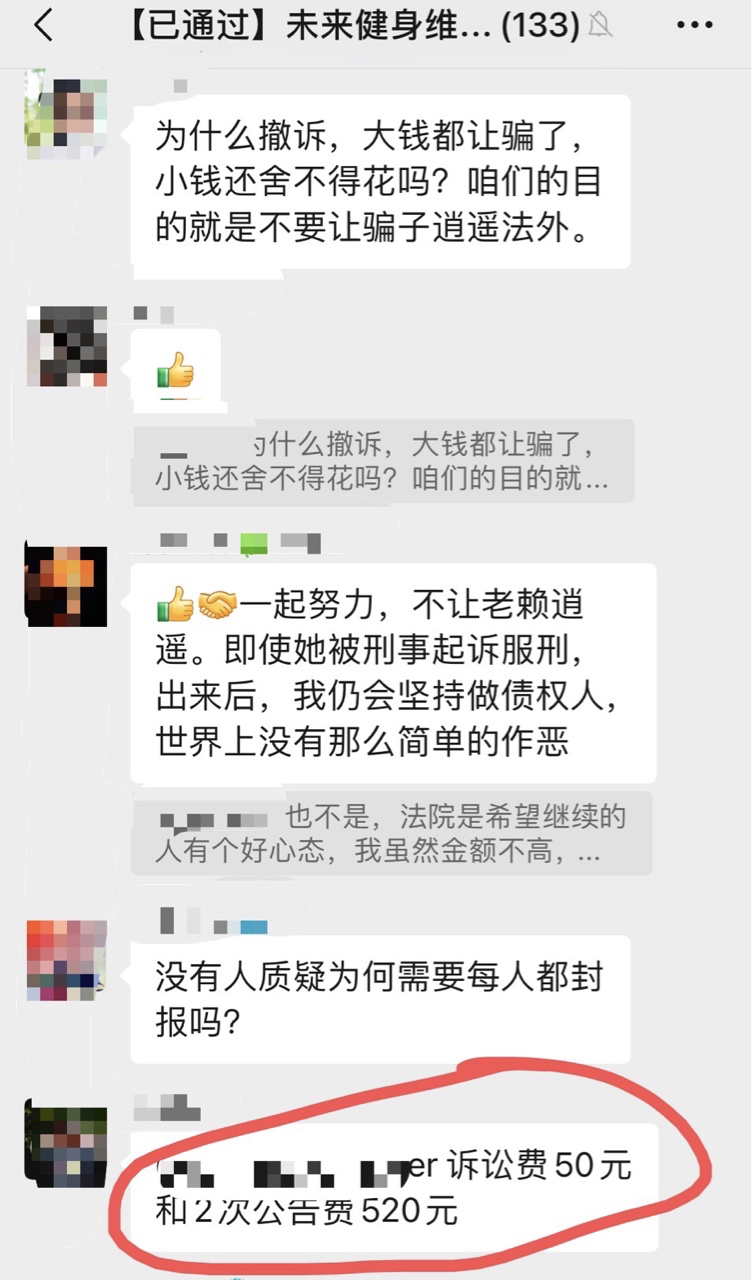 【已通过】未来健身维... (133)
为什么撤诉，大钱都让骗了，
小钱还舍不得花吗？咱们的目
的就是不要让骗子逍遥法外。
为什么撤诉，大钱都让骗了，
小钱还舍不得花吗？咱们的目的就...
一起努力，不让老赖逍
遥。即使她被刑事起诉服刑，
出来后，我仍会坚持做债权人，
世界上没有那么简单的作恶
也不是，法院是希望继续的
人有个好心态，我虽然金额不高，...
没有人质疑为何需要每人都封
报吗？
er 诉讼费50元
和2次公告费520元